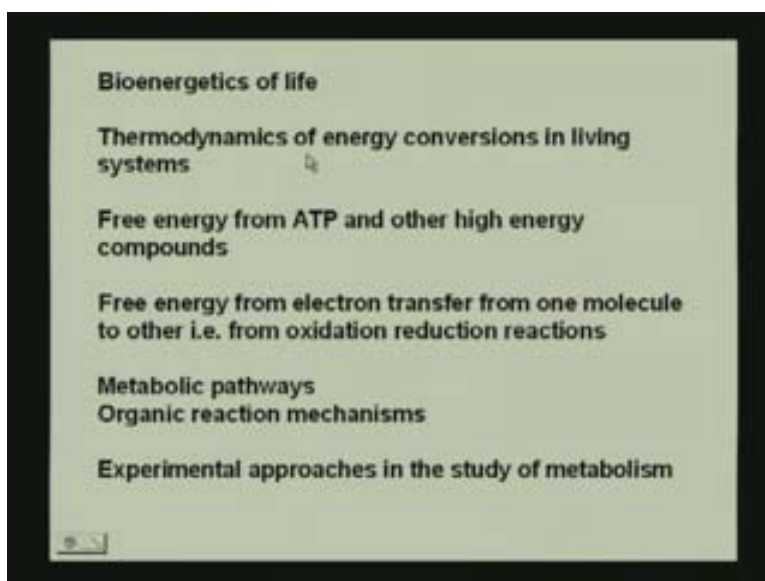 Bioenergetics of life
Thermodynamics of energy conversions in living
systems
Free energy from ATP and other high energy
compounds
Free energy from electron transfer from one molecule
to other i.e. from oxidation reduction reactions
Metabolic pathways
Organic reaction mechanisms
Experimental approaches in the study of metabolism